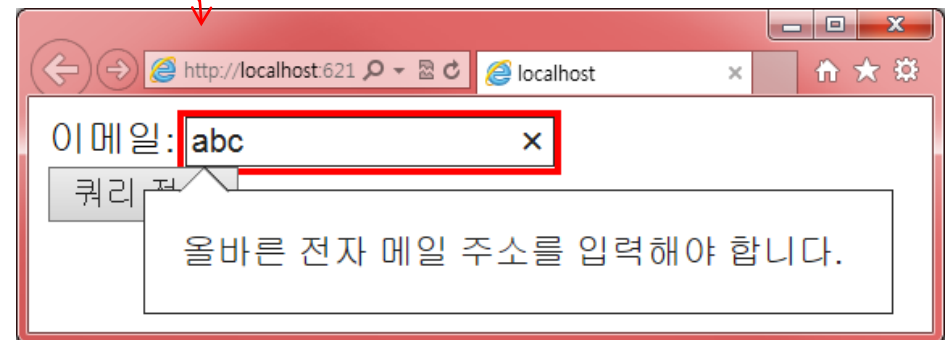 http://localhost:621
localhost
이메일: abc
쿼리
올바른 전자 메일 주소를 입력해야 합니다.